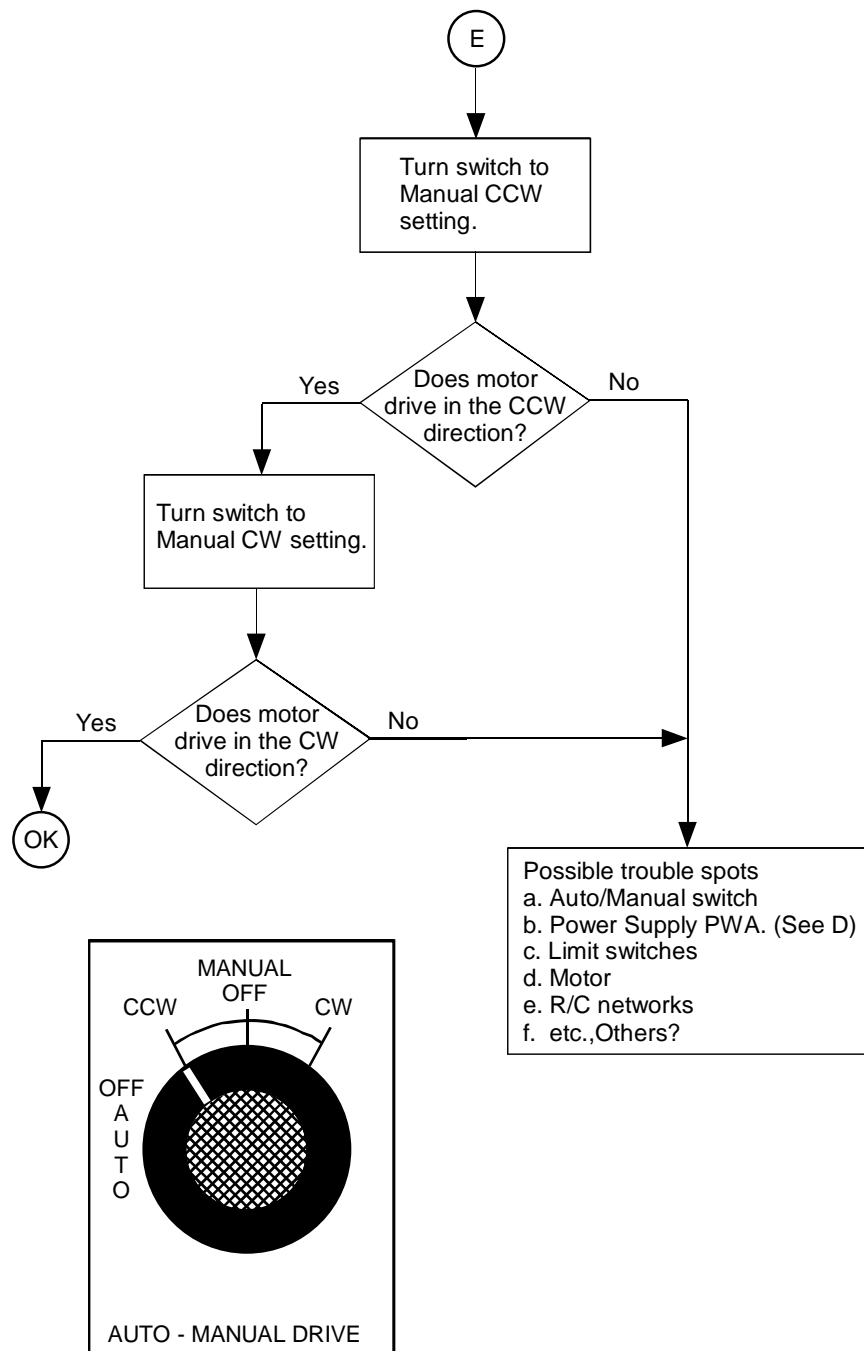 E
Turn switch to
Manual CCW
setting.
Does motor
drive in the CCW
direction?
Yes
No
Turn switch to
Manual CW setting.
Does motor
drive in the CW
direction?
Yes
No
OK
Possible trouble spots
a. Auto/Manual switch
b. Power Supply PWA. (See D)
c. Limit switches
d. Motor
e. R/C networks
f. etc.,Others?
MANUAL
OFF
CCW
CW
OFF
A
U
T
O
AUTO - MANUAL DRIVE